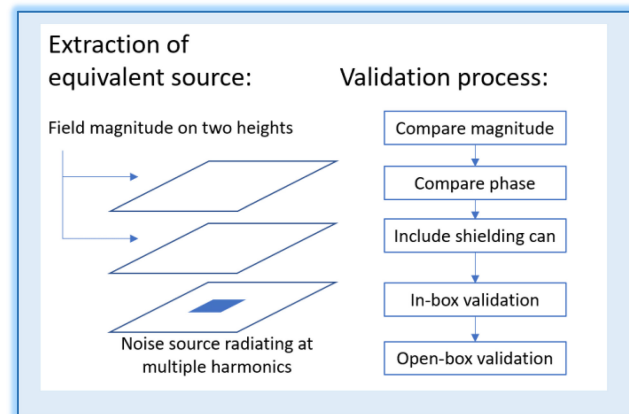 Extraction of
equivalent source:
Field magnitude on two heights
Noise source radiating at
multiple harmonics
Validation process:
Compare magnitude
Compare phase
Include shielding can
In-box validation
Open-box validation